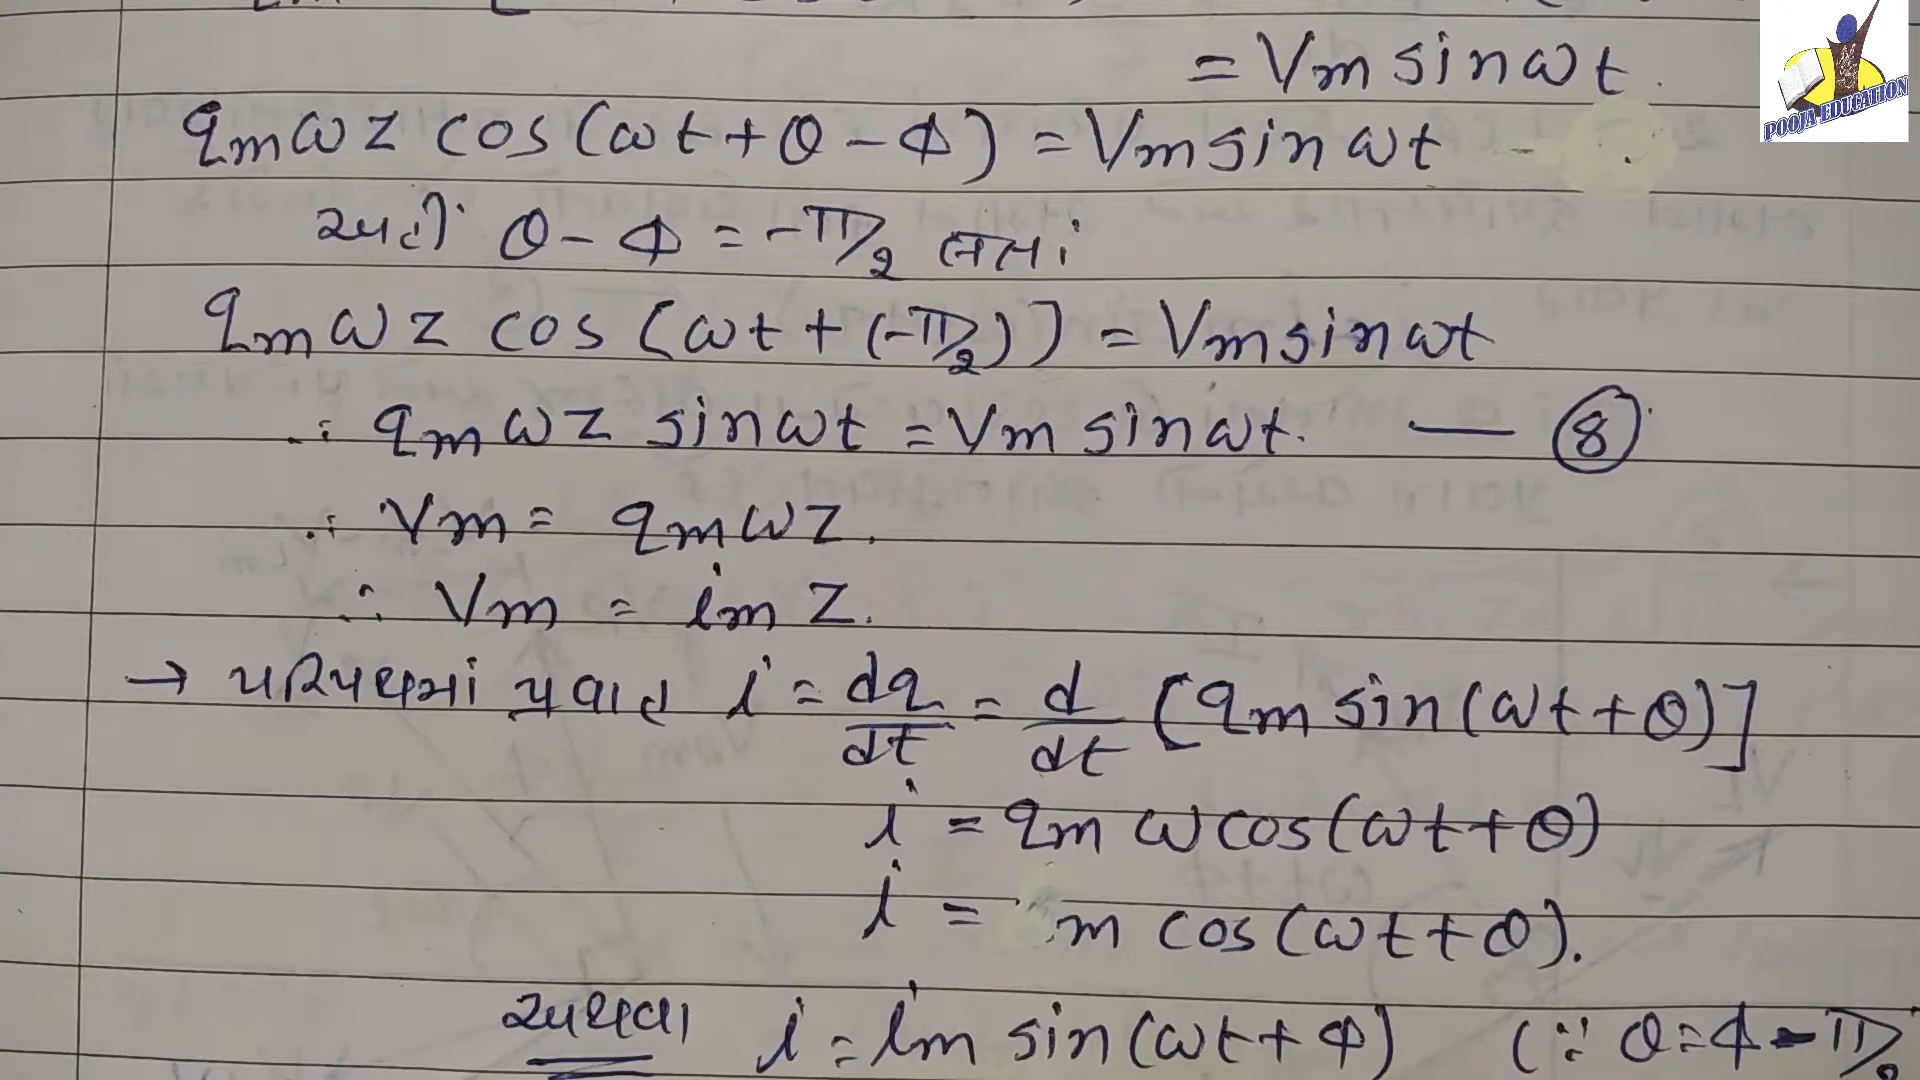 = Vm sin ωt.
POOJA EDUCATION
qm ω z cos (ωt + θ - Φ) = Vm sin ωt - .
θ - Φ = -π/2
qm ω z cos (ωt + (-π/2)) = Vm sin ωt
∴ qm ω z sin ωt = Vm sin ωt. — ⑧
∴ Vm = qm ω z.
∴ Vm = im z.
→ પરિપથમાં પ્રવાહ i = dq/dt = d/dt [qm sin (ωt + θ)]
i = qm ω cos (ωt + θ)
i = m cos (ωt + θ).
અથવા i = im sin (ωt + Φ) (∵ θ = Φ - π/2